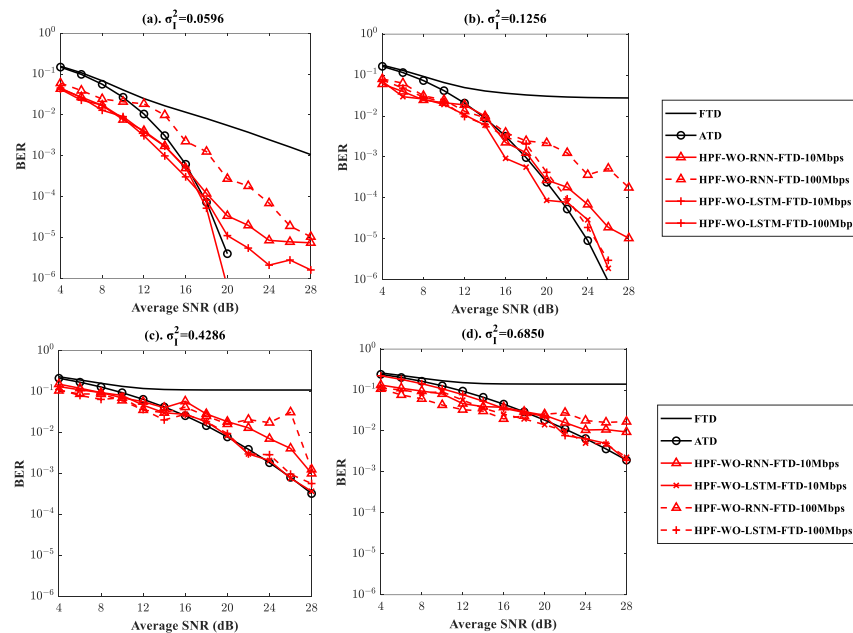 (a). σ_I^2=0.0596
10^0
10^-1
10^-2
10^-3
10^-4
10^-5
10^-6
BER
4 8 12 16 20 24 28
Average SNR (dB)
(b). σ_I^2=0.1256
10^0
10^-1
10^-2
10^-3
10^-4
10^-5
10^-6
BER
4 8 12 16 20 24 28
Average SNR (dB)
FTD
ATD
HPF-WO-RNN-FTD-10Mbps
HPF-WO-RNN-FTD-100Mbps
HPF-WO-LSTM-FTD-10Mbps
HPF-WO-LSTM-FTD-100Mbps
(c). σ_I^2=0.4286
10^0
10^-1
10^-2
10^-3
10^-4
10^-5
10^-6
BER
4 8 12 16 20 24 28
Average SNR (dB)
(d). σ_I^2=0.6850
10^0
10^-1
10^-2
10^-3
10^-4
10^-5
10^-6
BER
4 8 12 16 20 24 28
Average SNR (dB)
FTD
ATD
HPF-WO-RNN-FTD-10Mbps
HPF-WO-LSTM-FTD-10Mbps
HPF-WO-RNN-FTD-100Mbps
HPF-WO-LSTM-FTD-100Mbps